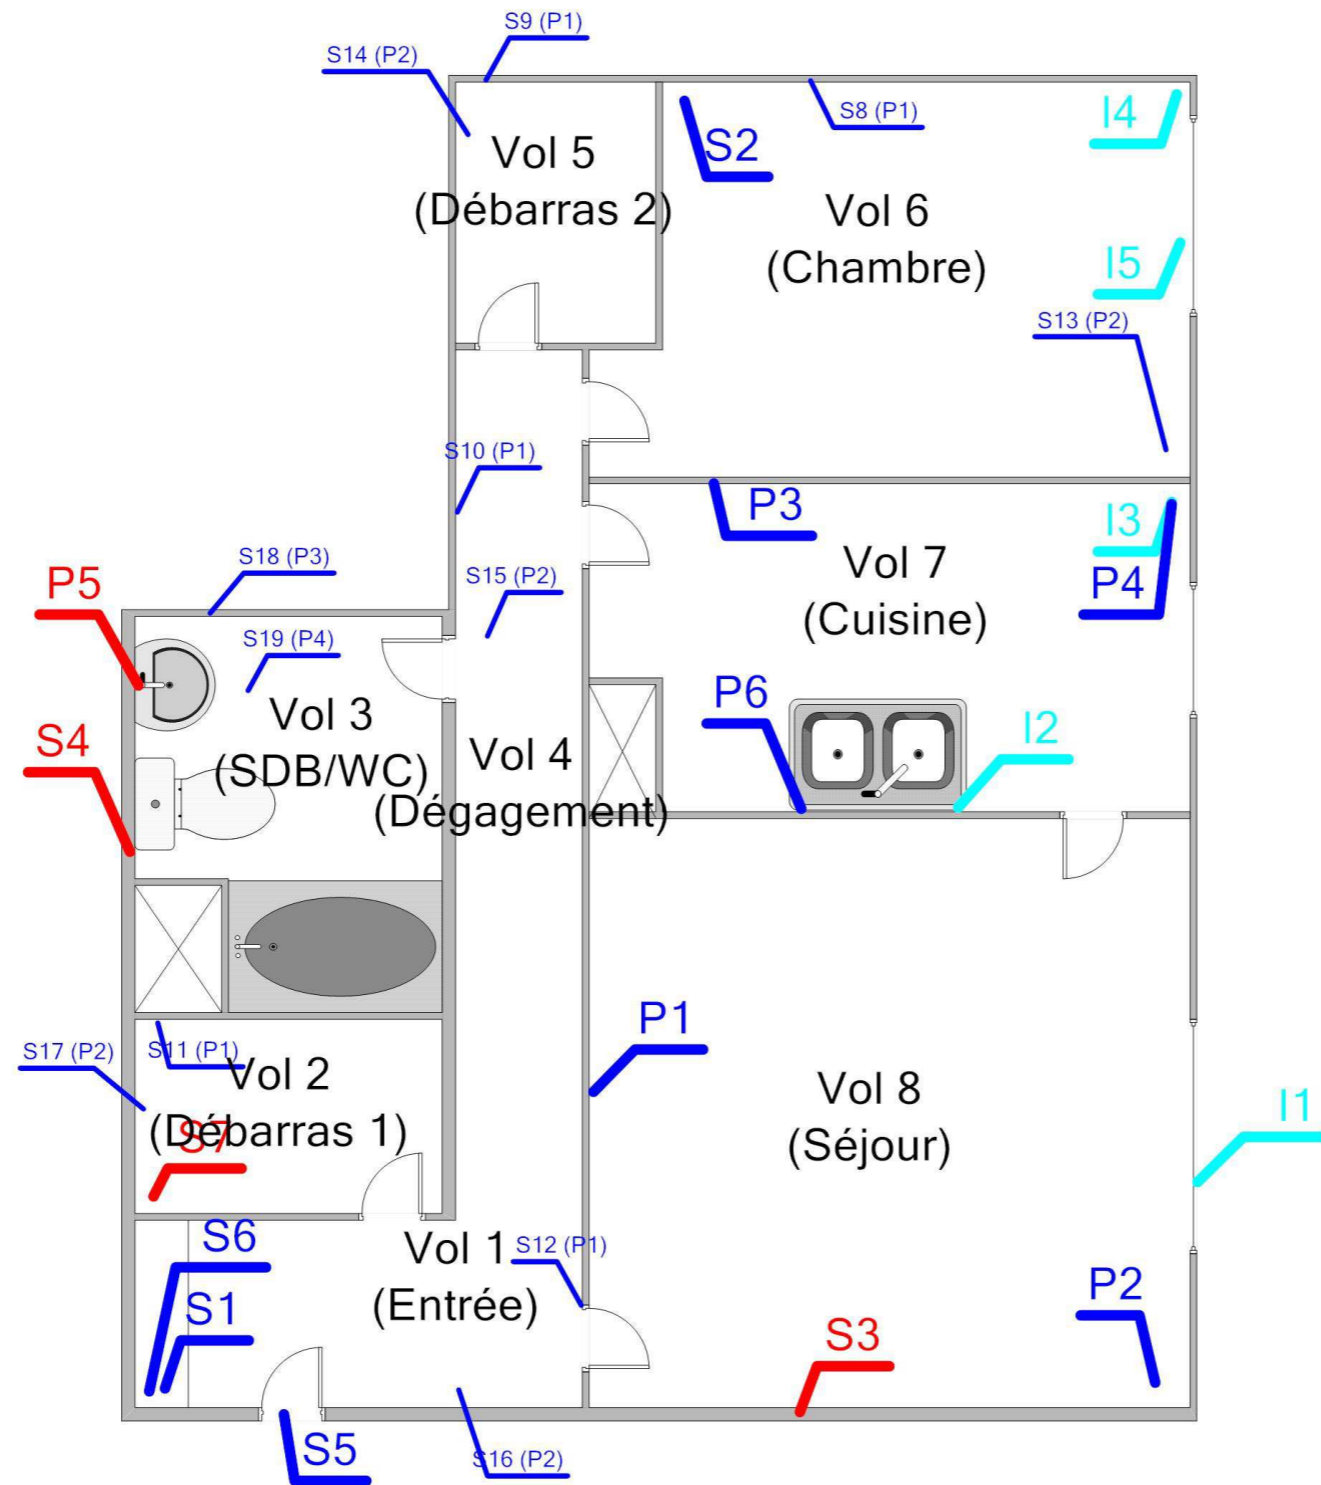 S9 (P1)
S14 (P2)
S8 (P1)
I4
S2
Vol 5
(Débarras 2)
Vol 6
(Chambre)
I5
S13 (P2)
S10 (P1)
P3
I3
S18 (P3)
S15 (P2)
Vol 7
(Cuisine)
P5
P4
S19 (P4)
P6
Vol 3
(SDB/WC)
S4
I2
Vol 4
(Dégagement)
P1
S17 (P2)
S11 (P1)
Vol 2
(Débarras 1)
S7
Vol 8
(Séjour)
I1
S6
Vol 1
(Entrée)
S12 (P1)
S1
P2
S3
S5
S16 (P2)